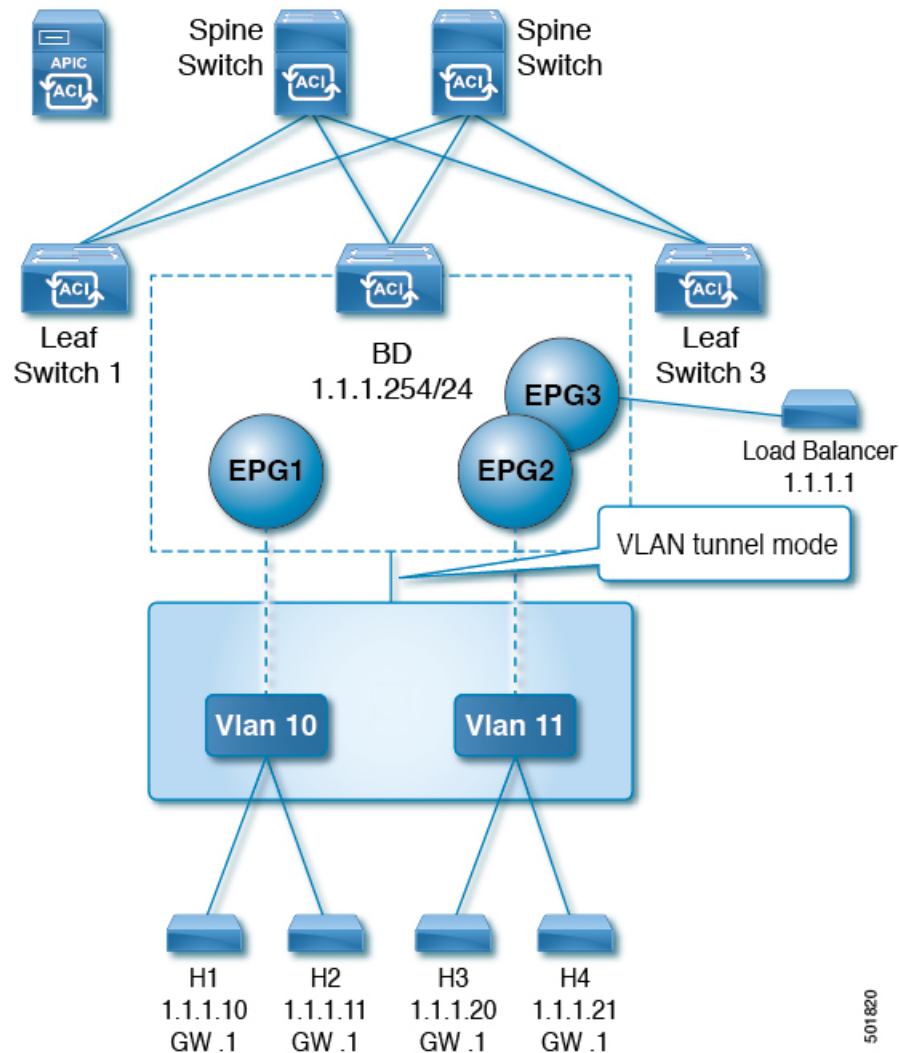 APIC
ACI
Spine
Switch
ACI
Spine
Switch
ACI
ACI
Leaf
Switch 1
ACI
ACI
Leaf
Switch 3
BD
1.1.1.254/24
EPG1
EPG2
EPG3
Load Balancer
1.1.1.1
VLAN tunnel mode
Vlan 10
Vlan 11
H1
1.1.1.10
GW .1
H2
1.1.1.11
GW .1
H3
1.1.1.20
GW .1
H4
1.1.1.21
GW .1
501820